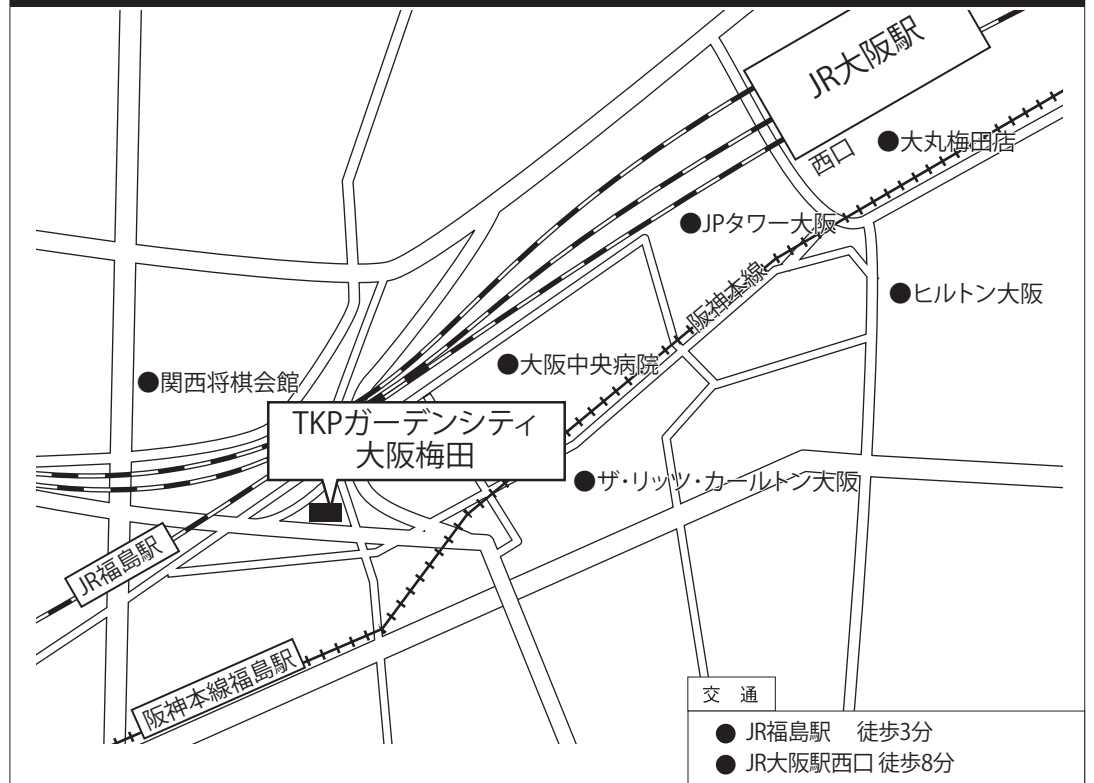 JR大阪駅
西口
●大丸梅田店
●JPタワー大阪
阪神本線
●ヒルトン大阪
●大阪中央病院
●関西将棋会館
TKPガーデンシティ
大阪梅田
●ザ・リッツ・カールトン大阪
JR福島駅
阪神本線福島駅
交 通
● JR福島駅 徒歩3分
● JR大阪駅西口 徒歩8分